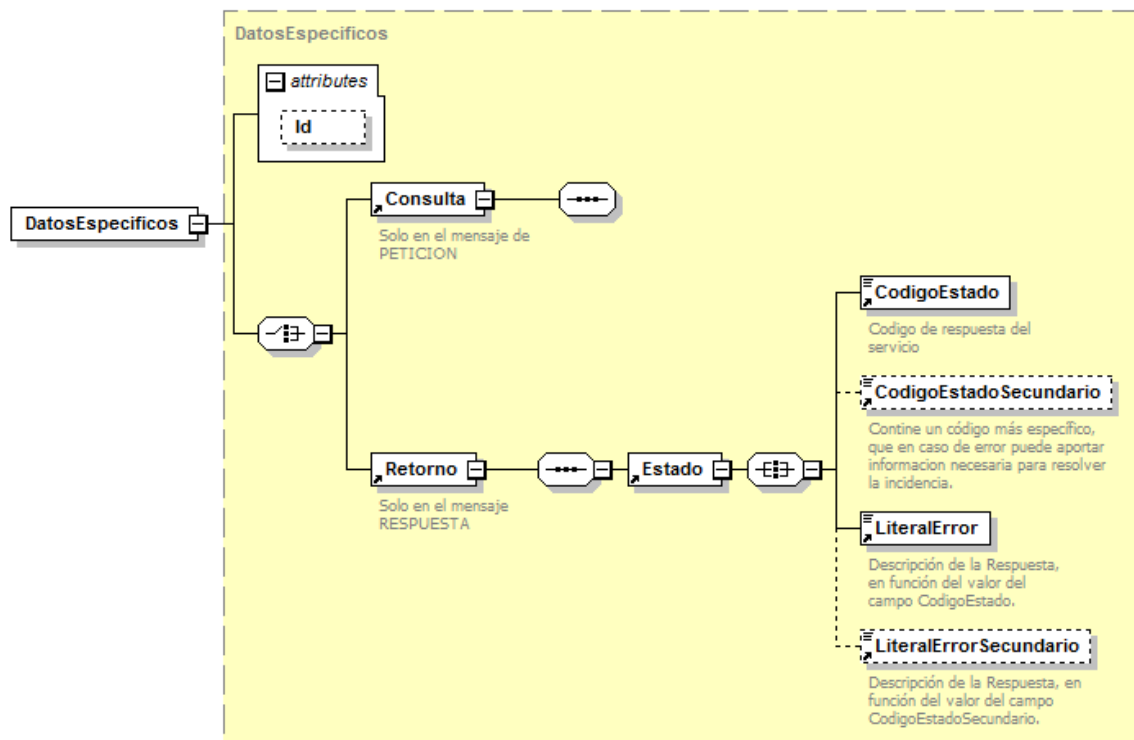 DatosEspecificos
attributes
Id
DatosEspecificos
Consulta
Solo en el mensaje de
PETICION
Retorno
Solo en el mensaje
RESPUESTA
Estado
CodigoEstado
Codigo de respuesta del
servicio
CodigoEstadoSecundario
Contine un código más específico,
que en caso de error puede aportar
informacion necesaria para resolver
la incidencia.
LiteralError
Descripción de la Respuesta,
en función del valor del
campo CodigoEstado.
LiteralErrorSecundario
Descripción de la Respuesta, en
función del valor del campo
CodigoEstadoSecundario.